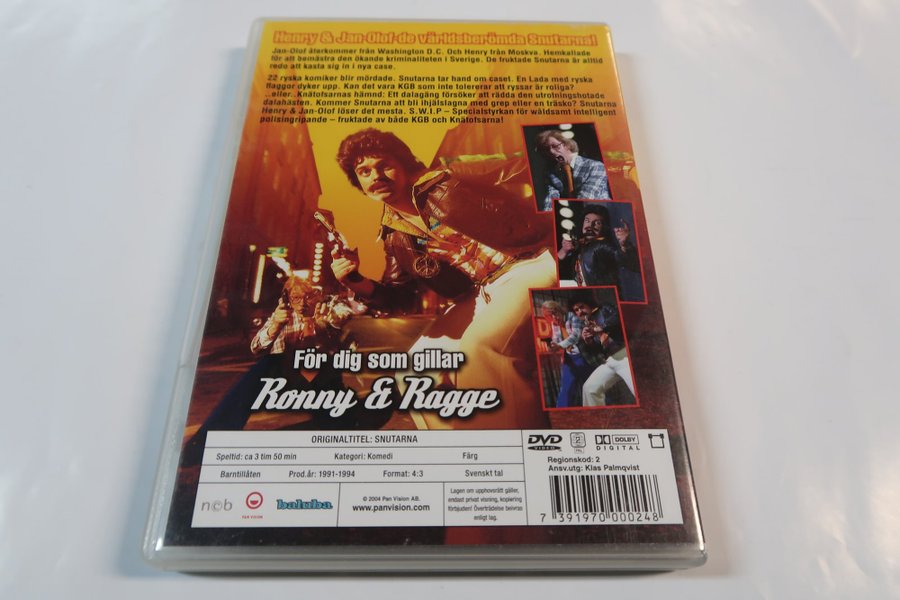 Henry & Jan-Olof-de världsberömda Snutarna!
Jan-Olof återkommer från Washington D.C. Och Henry från Moskva. Hemkallade
för att bemästra den ökande kriminaliteten i Sverige. De fruktade Snutarna är alltid
redo att kasta sig in i nya case.
22 ryska komiker blir mördade. Snutarna tar hand om caset. En Lada med ryska
flaggor dyker upp. Kan det vara KGB som inte tolererar att ryssar är roliga?
..eller..Knätofsarnas hämnd: Ett dalagäng försöker att rädda den utrotningshotade
dalahästen. Kommer Snutarna att bli ihjälslagna med grep eller en träsko? Snutarna
Henry & Jan-Olof löser det mesta. S.W.I.P – Specialstyrkan för wåldsamt intelligent
polisingripande – fruktade av både KGB och Knätofsarna!
För dig som gillar
Ronny & Ragge
ORIGINALTITEL: SNUTARNA
Speltid: ca 3 tim 50 min Kategori: Komedi Färg
Barntillåten Prod.år: 1991-1994 Format: 4:3 Svenskt tal
ncb PAN VISION baluba
© 2004 Pan Vision AB.
www.panvision.com
Lagen om upphovsrätt gäller,
endast privat visning, kopiering
förbjuden! Överträdelse beivras
enligt lag.
DVD VIDEO 2 PAL DOLBY DIGITAL
Regionskod: 2
Ansv.utg: Klas Palmqvist
7 391970 000248